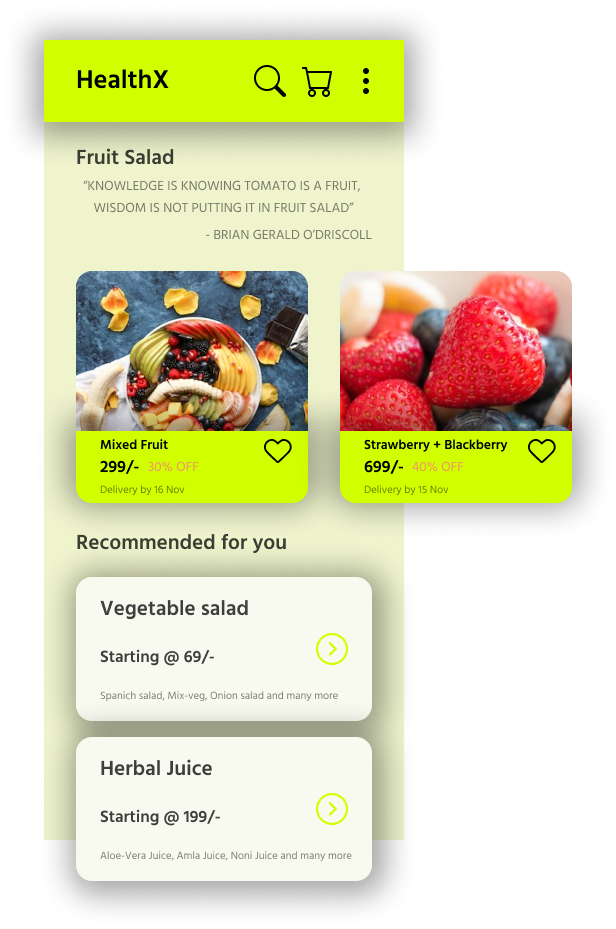 HealthX
Fruit Salad
“KNOWLEDGE IS KNOWING TOMATO IS A FRUIT,
WISDOM IS NOT PUTTING IT IN FRUIT SALAD”
- BRIAN GERALD O’DRISCOLL
Mixed Fruit
299/- 30% OFF
Delivery by 16 Nov
Strawberry + Blackberry
699/- 40% OFF
Delivery by 15 Nov
Recommended for you
Vegetable salad
Starting @ 69/-
Spanich salad, Mix-veg, Onion salad and many more
Herbal Juice
Starting @ 199/-
Aloe-Vera Juice, Amla Juice, Noni Juice and many more